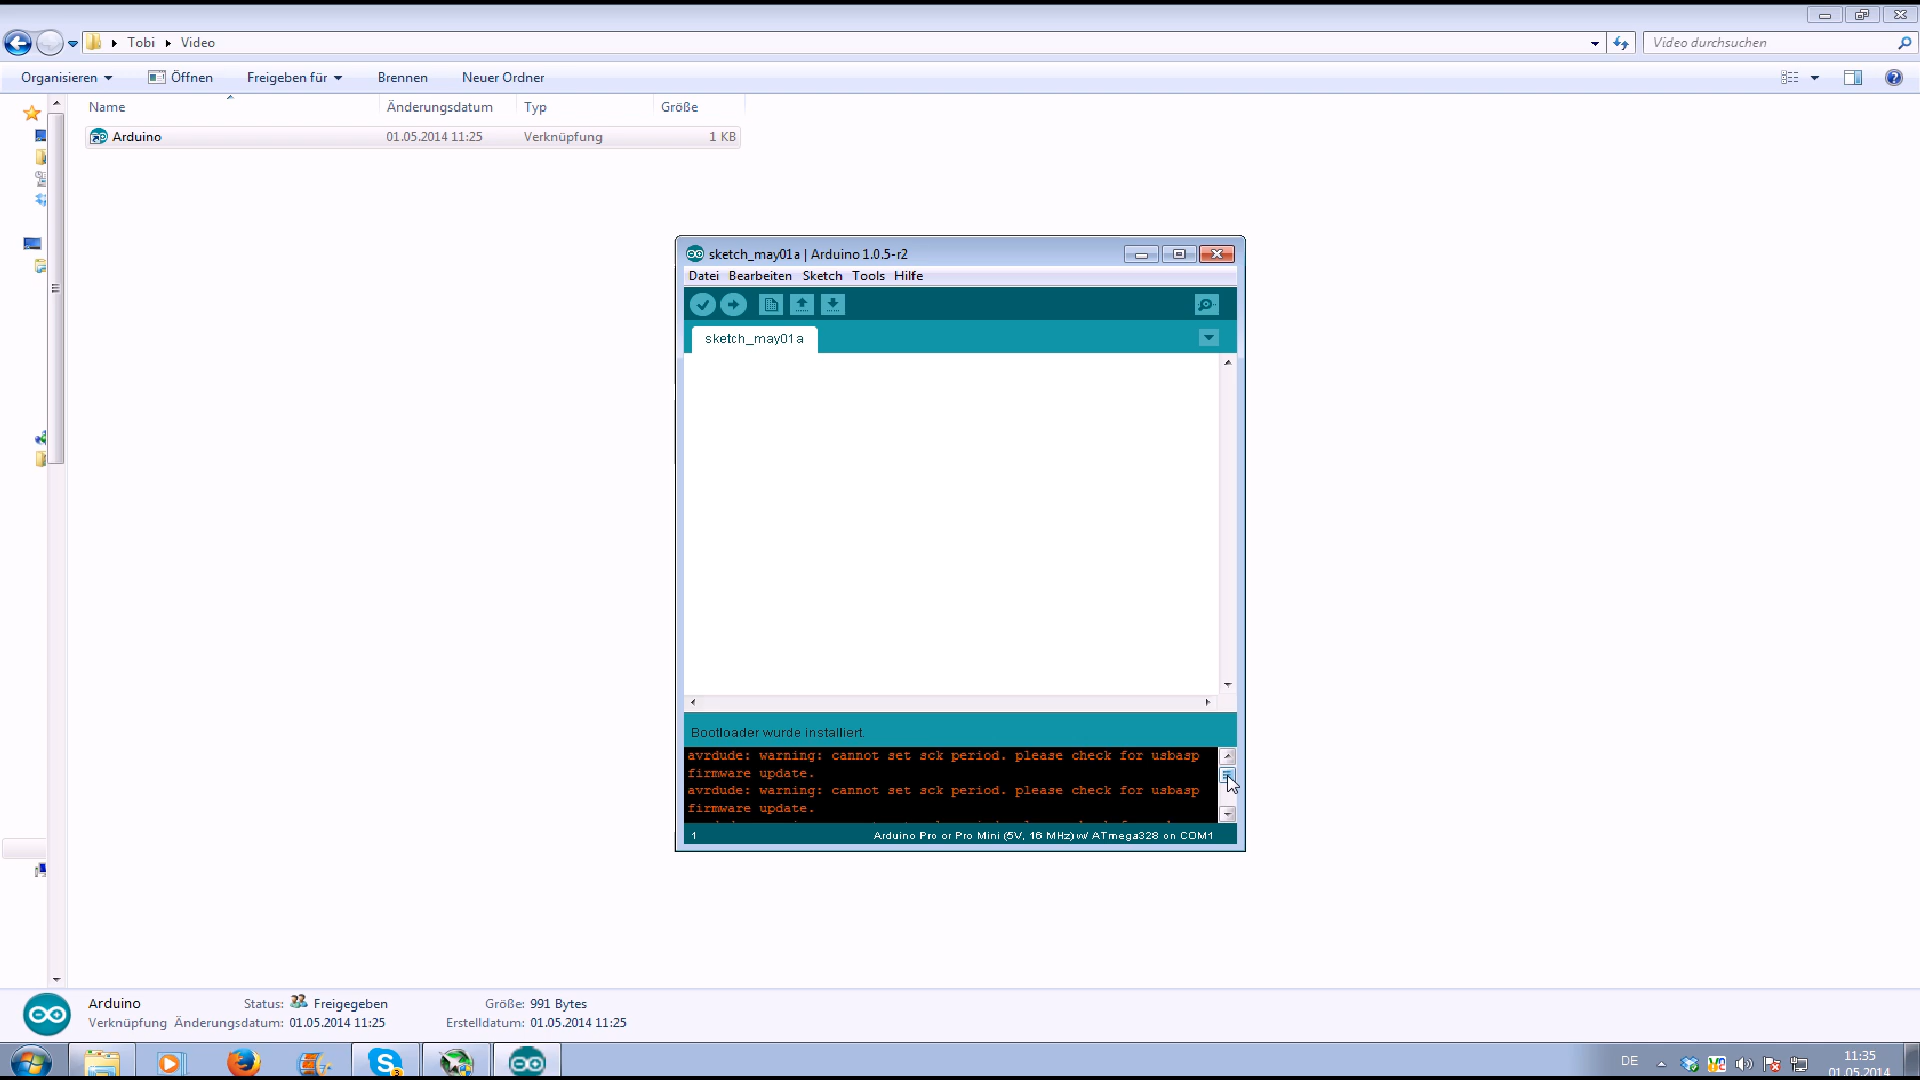 Tobi Video
Video durchsuchen
Organisieren Öffnen Freigeben für Brennen Neuer Ordner
Name Änderungsdatum Typ Größe
Arduino 01.05.2014 11:25 Verknüpfung 1 KB
sketch_may01a | Arduino 1.0.5-r2
Datei Bearbeiten Sketch Tools Hilfe
sketch_may01a
Bootloader wurde installiert.
avrdude: warning: cannot set sck period. please check for usbasp
firmware update.
avrdude: warning: cannot set sck period. please check for usbasp
firmware update.
1 Arduino Pro or Pro Mini (5V, 16 MHz) w/ ATmega328 on COM1
Arduino Status: Freigegeben Größe: 991 Bytes
Verknüpfung Änderungsdatum: 01.05.2014 11:25 Erstelldatum: 01.05.2014 11:25
DE 11:35
01.05.2014